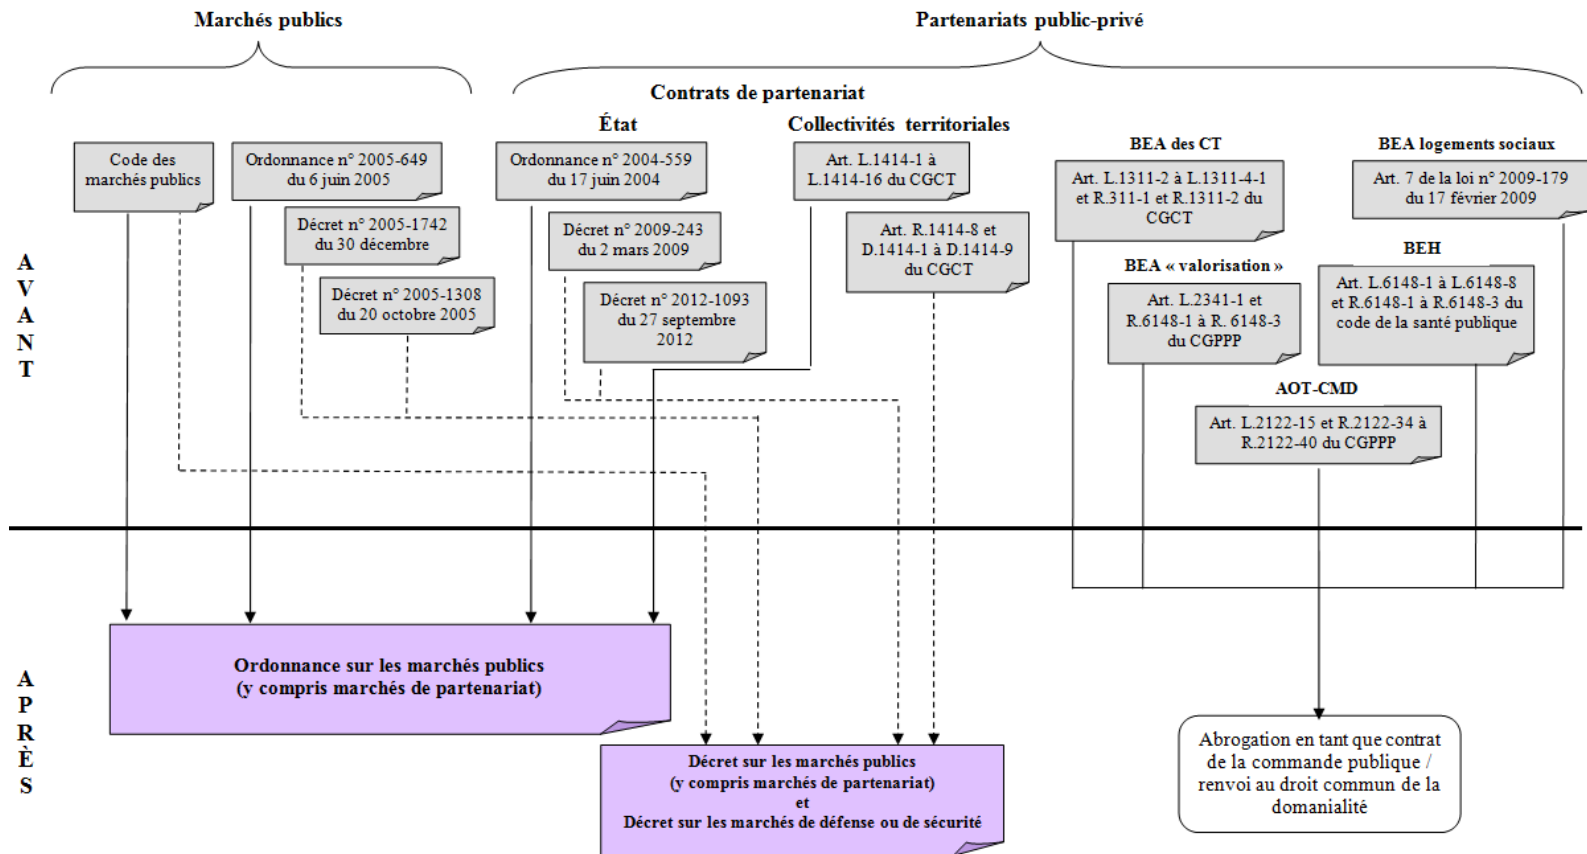 Marchés publics
Partenariats public-privé
Contrats de partenariat
État
Collectivités territoriales
Code des
marchés publics
Ordonnance n° 2005-649
du 6 juin 2005
Décret n° 2005-1742
du 30 décembre
Décret n° 2005-1308
du 20 octobre 2005
Ordonnance n° 2004-559
du 17 juin 2004
Décret n° 2009-243
du 2 mars 2009
Décret n° 2012-1093
du 27 septembre
2012
Art. L.1414-1 à
L.1414-16 du CGCT
Art. R.1414-8 et
D.1414-1 à D.1414-9
du CGCT
BEA des CT
Art. L.1311-2 à L.1311-4-1
et R.311-1 et R.1311-2 du
CGCT
BEA logements sociaux
Art. 7 de la loi n° 2009-179
du 17 février 2009
BEA « valorisation »
Art. L.2341-1 et
R.6148-1 à R. 6148-3
du CGPPP
BEH
Art. L.6148-1 à L.6148-8
et R.6148-1 à R.6148-3 du
code de la santé publique
AOT-CMD
Art. L.2122-15 et R.2122-34 à
R.2122-40 du CGPPP
A
V
A
N
T
A
P
R
È
S
Ordonnance sur les marchés publics
(y compris marchés de partenariat)
Décret sur les marchés publics
(y compris marchés de partenariat)
et
Décret sur les marchés de défense ou de sécurité
Abrogation en tant que contrat
de la commande publique /
renvoi au droit commun de la
domanialité